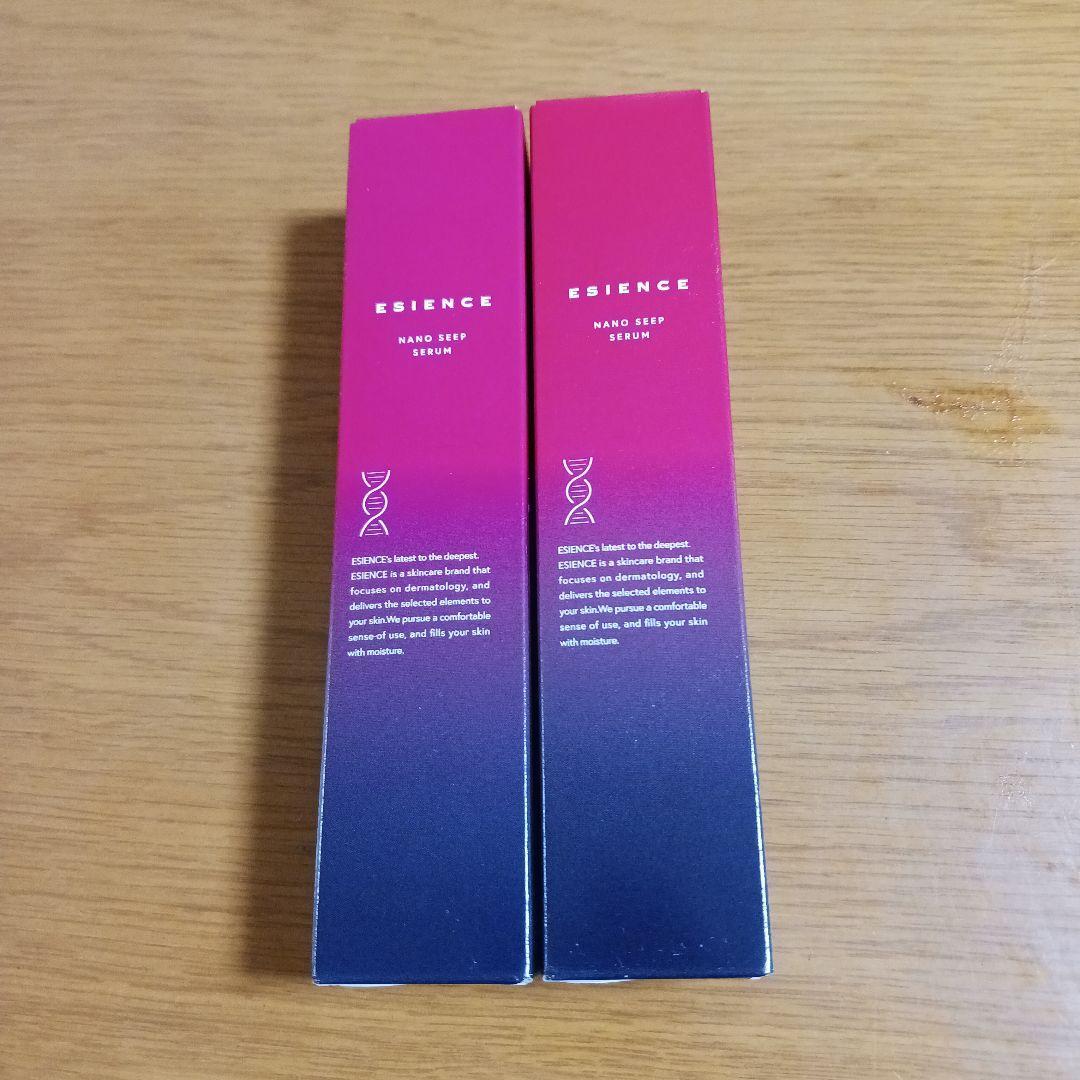 ESIENCE
NANO SEEP
SERUM
ESIENCE's latest to the deepest.
ESIENCE is a skincare brand that
focuses on dermatology, and
delivers the selected elements to
your skin.We pursue a comfortable
sense of use, and fills your skin
with moisture.
ESIENCE
NANO SEEP
SERUM
ESIENCE's latest to the deepest.
ESIENCE is a skincare brand that
focuses on dermatology, and
delivers the selected elements to
your skin.We pursue a comfortable
sense of use, and fills your skin
with moisture.